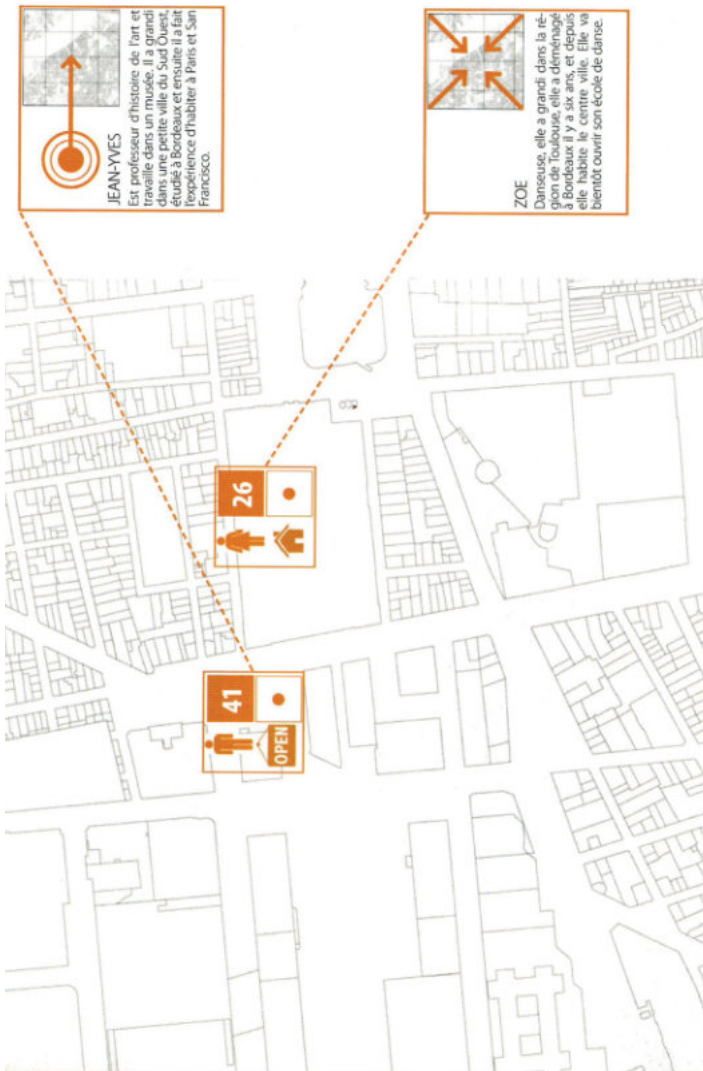 JEAN-YVES
Est professeur d'histoire de l'art et
travaille dans un musée. Il a grandi
dans une petite ville du Sud Ouest,
étudié à Bordeaux et ensuite il a fait
l'expérience d'habiter à Paris et San
Francisco.
ZOE
Danseuse, elle a grandi dans la ré-
gion de Toulouse, elle a déménagé
à Bordeaux il y a six ans, et depuis
elle habite le centre ville. Elle va
bientôt ouvrir son école de danse.
41
OPEN
26